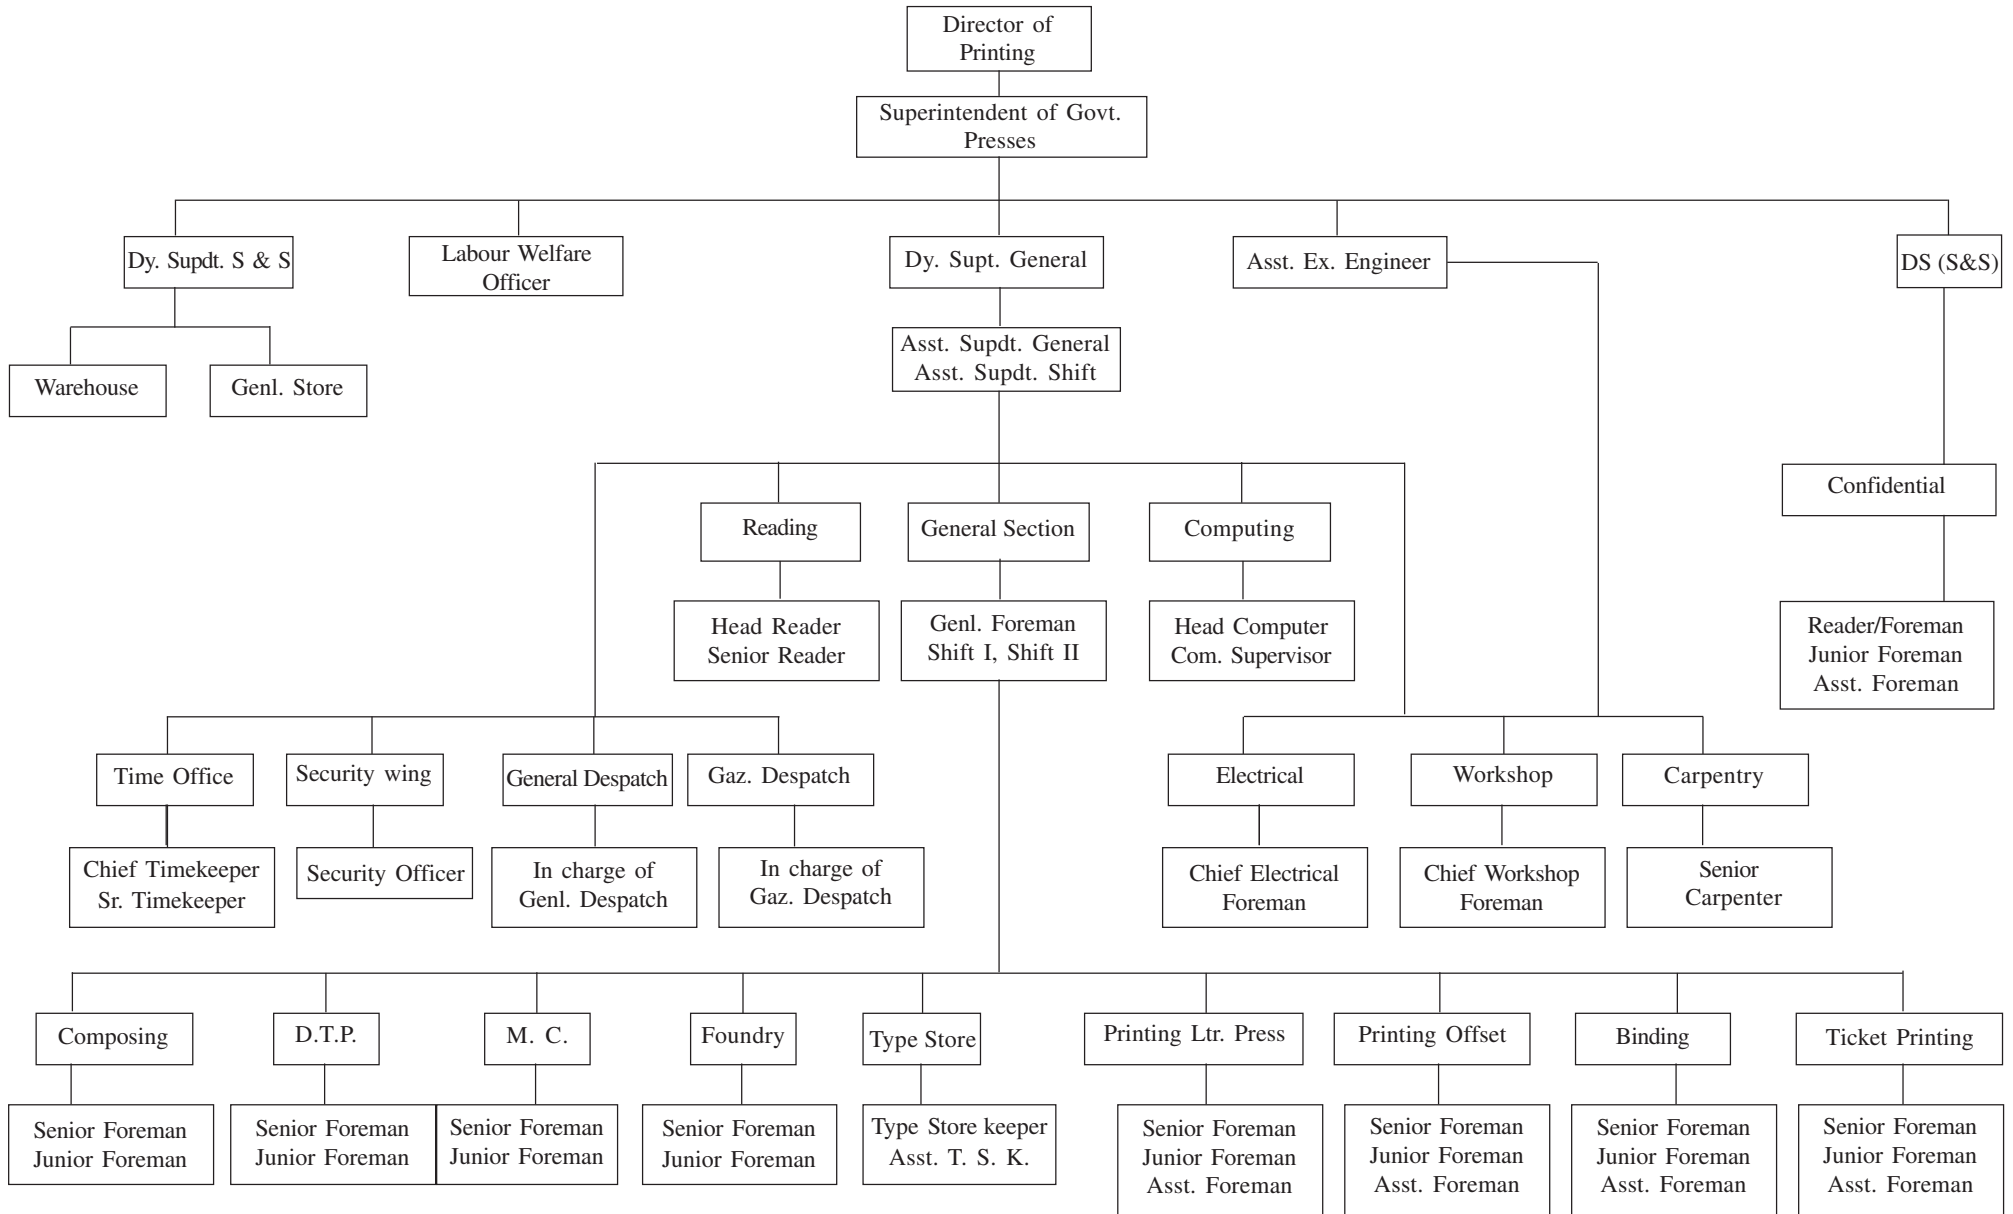 Director of
Printing
Superintendent of Govt.
Presses
Dy. Supdt. S & S
Labour Welfare
Officer
Dy. Supt. General
Asst. Ex. Engineer
DS (S&S)
Asst. Supdt. General
Asst. Supdt. Shift
Warehouse
Genl. Store
Confidential
Reading
General Section
Computing
Head Reader
Senior Reader
Genl. Foreman
Shift I, Shift II
Head Computer
Com. Supervisor
Reader/Foreman
Junior Foreman
Asst. Foreman
Time Office
Security wing
General Despatch
Gaz. Despatch
Electrical
Workshop
Carpentry
Chief Timekeeper
Sr. Timekeeper
Security Officer
In charge of
Genl. Despatch
In charge of
Gaz. Despatch
Chief Electrical
Foreman
Chief Workshop
Foreman
Senior
Carpenter
Composing
D.T.P.
M. C.
Foundry
Type Store
Printing Ltr. Press
Printing Offset
Binding
Ticket Printing
Senior Foreman
Junior Foreman
Senior Foreman
Junior Foreman
Senior Foreman
Junior Foreman
Senior Foreman
Junior Foreman
Type Store keeper
Asst. T. S. K.
Senior Foreman
Junior Foreman
Asst. Foreman
Senior Foreman
Junior Foreman
Asst. Foreman
Senior Foreman
Junior Foreman
Asst. Foreman
Senior Foreman
Junior Foreman
Asst. Foreman